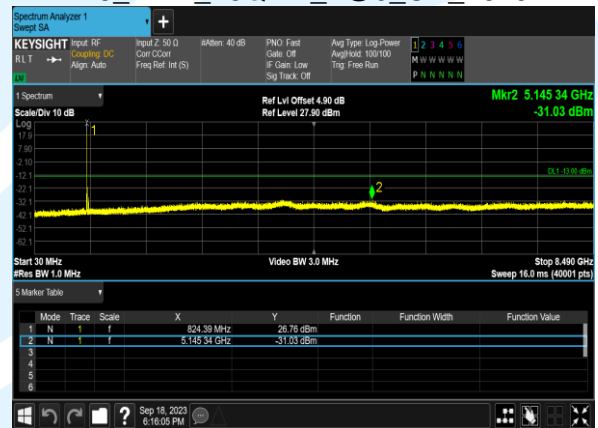 Spectrum Analyzer 1
Swept SA
KEYSIGHT Input: RF Input Z: 50 Ω #Atten: 40 dB PNO: Fast Avg Type: Log-Power 1 2 3 4 5 6
R L T Coupling: DC Corr CCorr Gate: Off Avg|Hold: 100/100 M W W W W W
Align: Auto Freq Ref: Int (S) IF Gain: Low Trig: Free Run P N N N N N
Sig Track: Off
1 Spectrum Ref Lvl Offset 4.90 dB Mkr2 5.145 34 GHz
Scale/Div 10 dB Ref Level 27.90 dBm -31.03 dBm
Log
1
17.9
7.90
-2.10
DL1 -13.00 dBm
-12.1
2
-22.1
-32.1
-42.1
-52.1
-62.1
Start 30 MHz Video BW 3.0 MHz Stop 8.490 GHz
#Res BW 1.0 MHz Sweep 16.0 ms (40001 pts)
5 Marker Table
Mode Trace Scale X Y Function Function Width Function Value
1 N 1 f 824.39 MHz 26.76 dBm
2 N 1 f 5.145 34 GHz -31.03 dBm
3
4
5
6
? Sep 18, 2023
6:16:05 PM